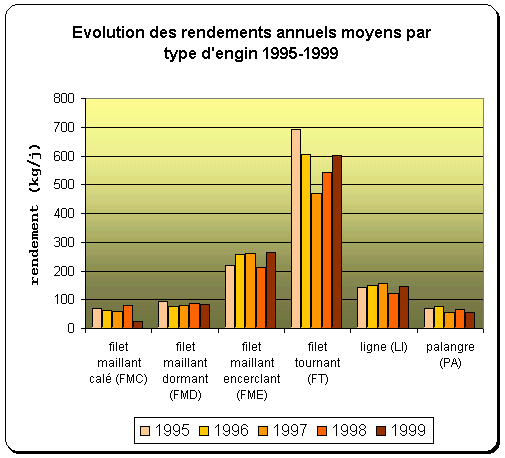 Evolution des rendements annuels moyens par
type d'engin 1995-1999
rendement (kg/j)
800
700
600
500
400
300
200
100
0
filet
maillant
calé (FMC)
filet
maillant
dormant
(FMD)
filet
maillant
encerclant
(FME)
filet
tournant
(FT)
ligne (LI)
palangre
(PA)
1995 1996 1997 1998 1999